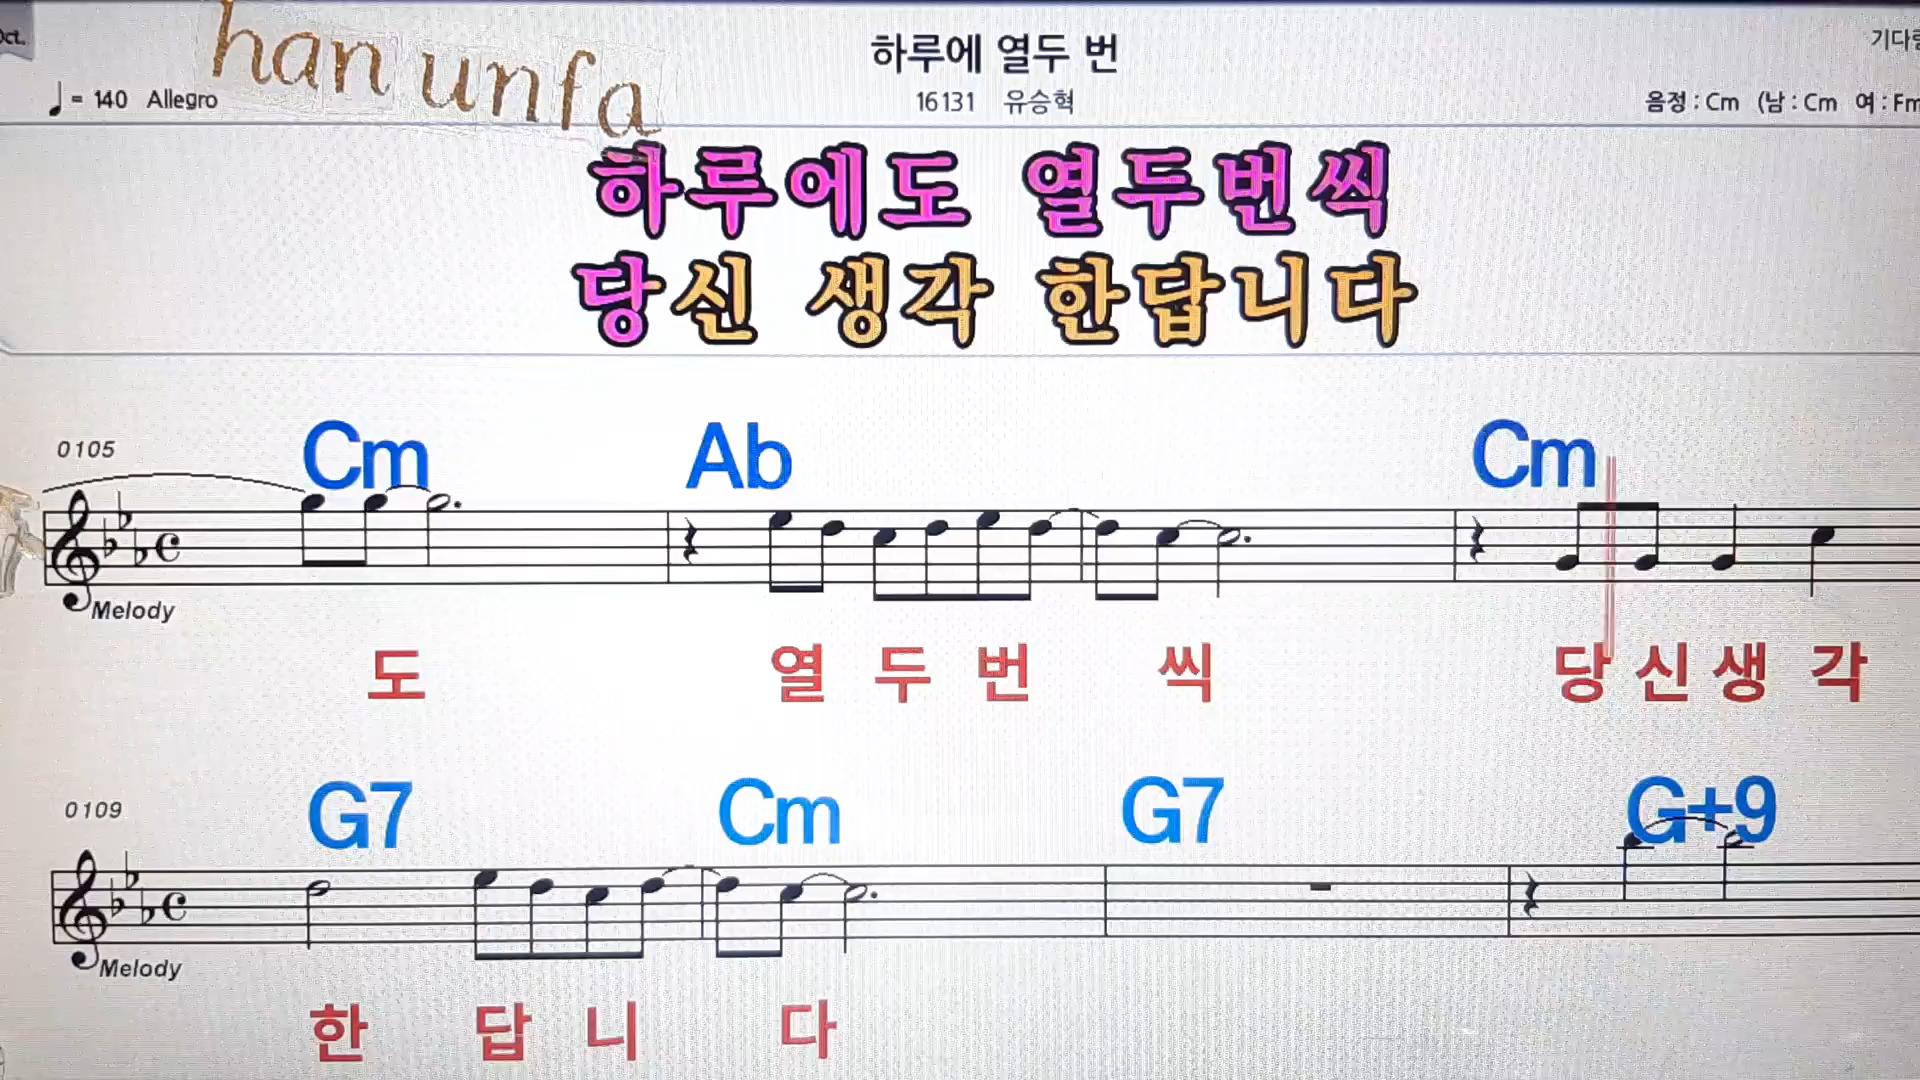 Oct.
han unfa
하루에 열두 번
= 140 Allegro
16131 유승혁
음정 : Cm (남 : Cm 여 : Fm
하루에도 열두번씩
당신 생각 한답니다
0105
Cm Ab Cm
Melody
도 열 두 번 씩 당 신 생 각
0109
G7 Cm G7 G+9
Melody
한 답 니 다